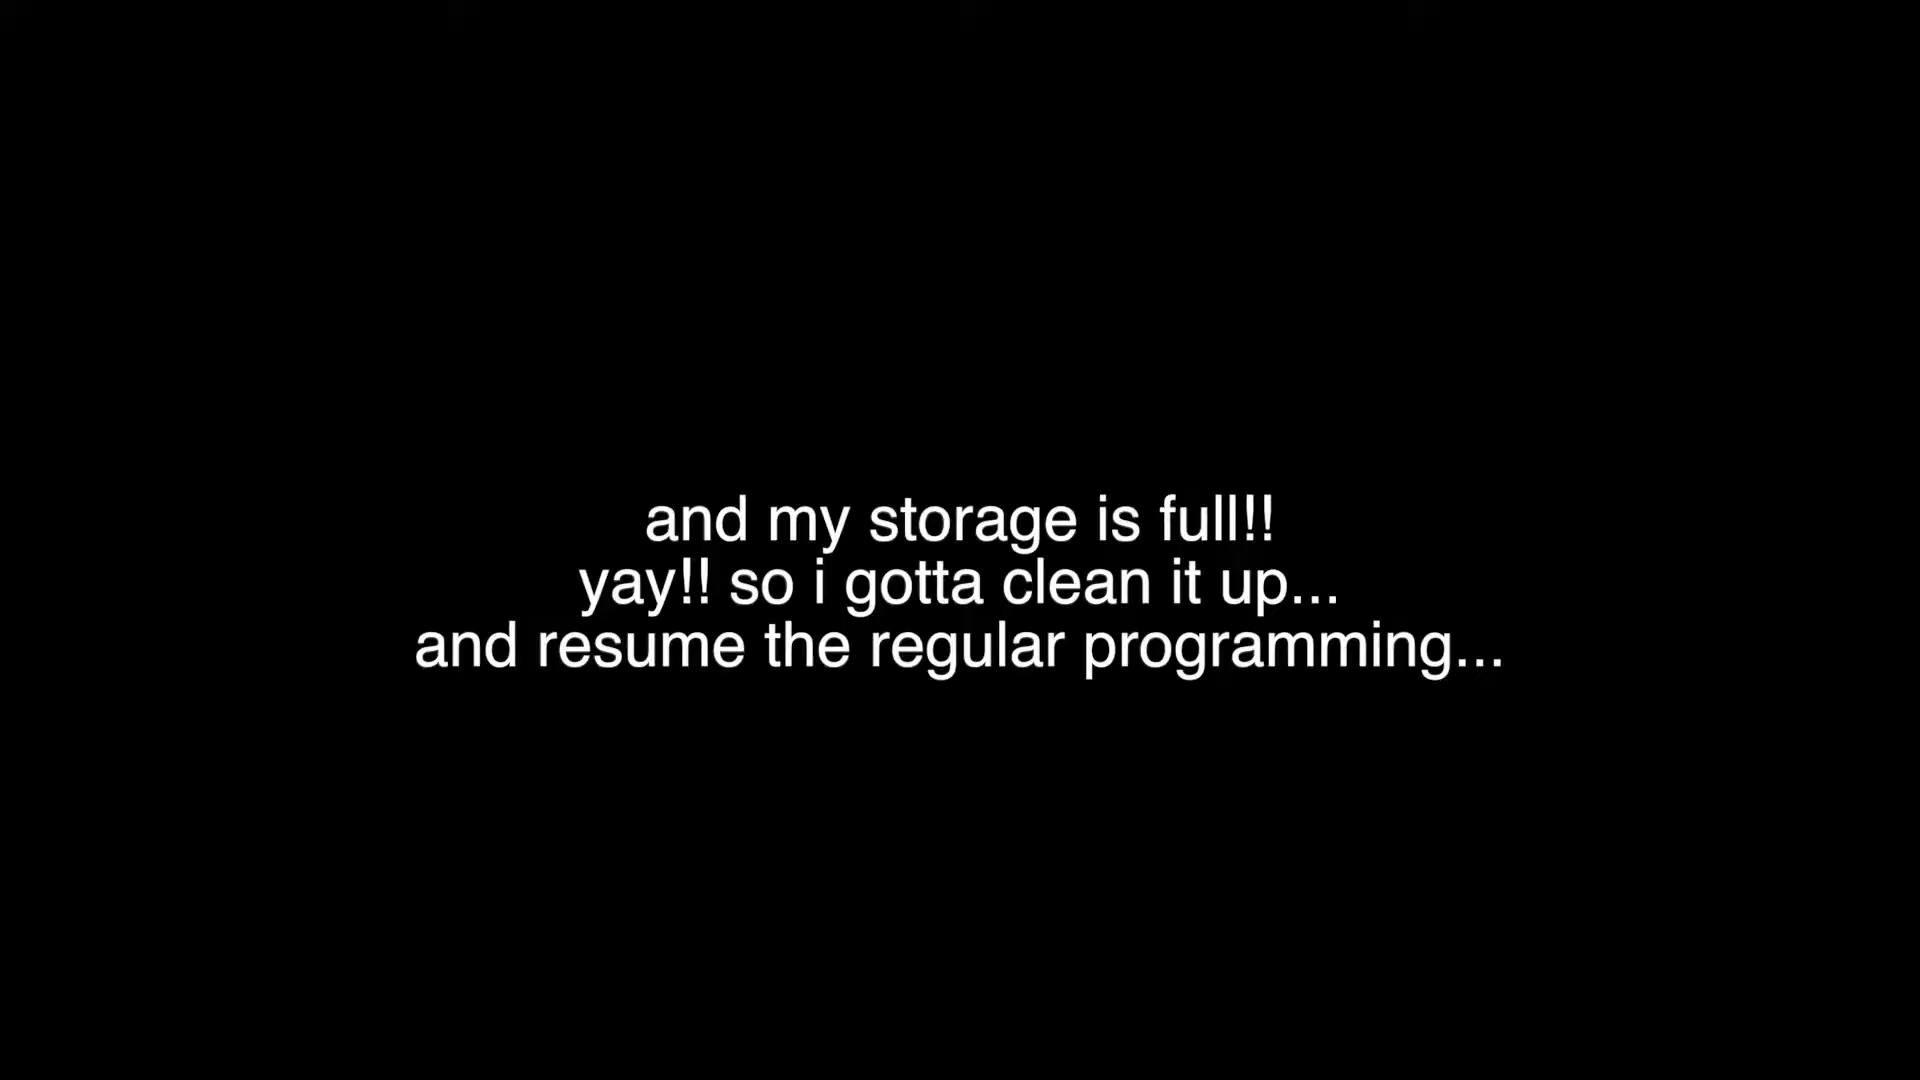 and my storage is full!!
yay!! so i gotta clean it up...
and resume the regular programming...